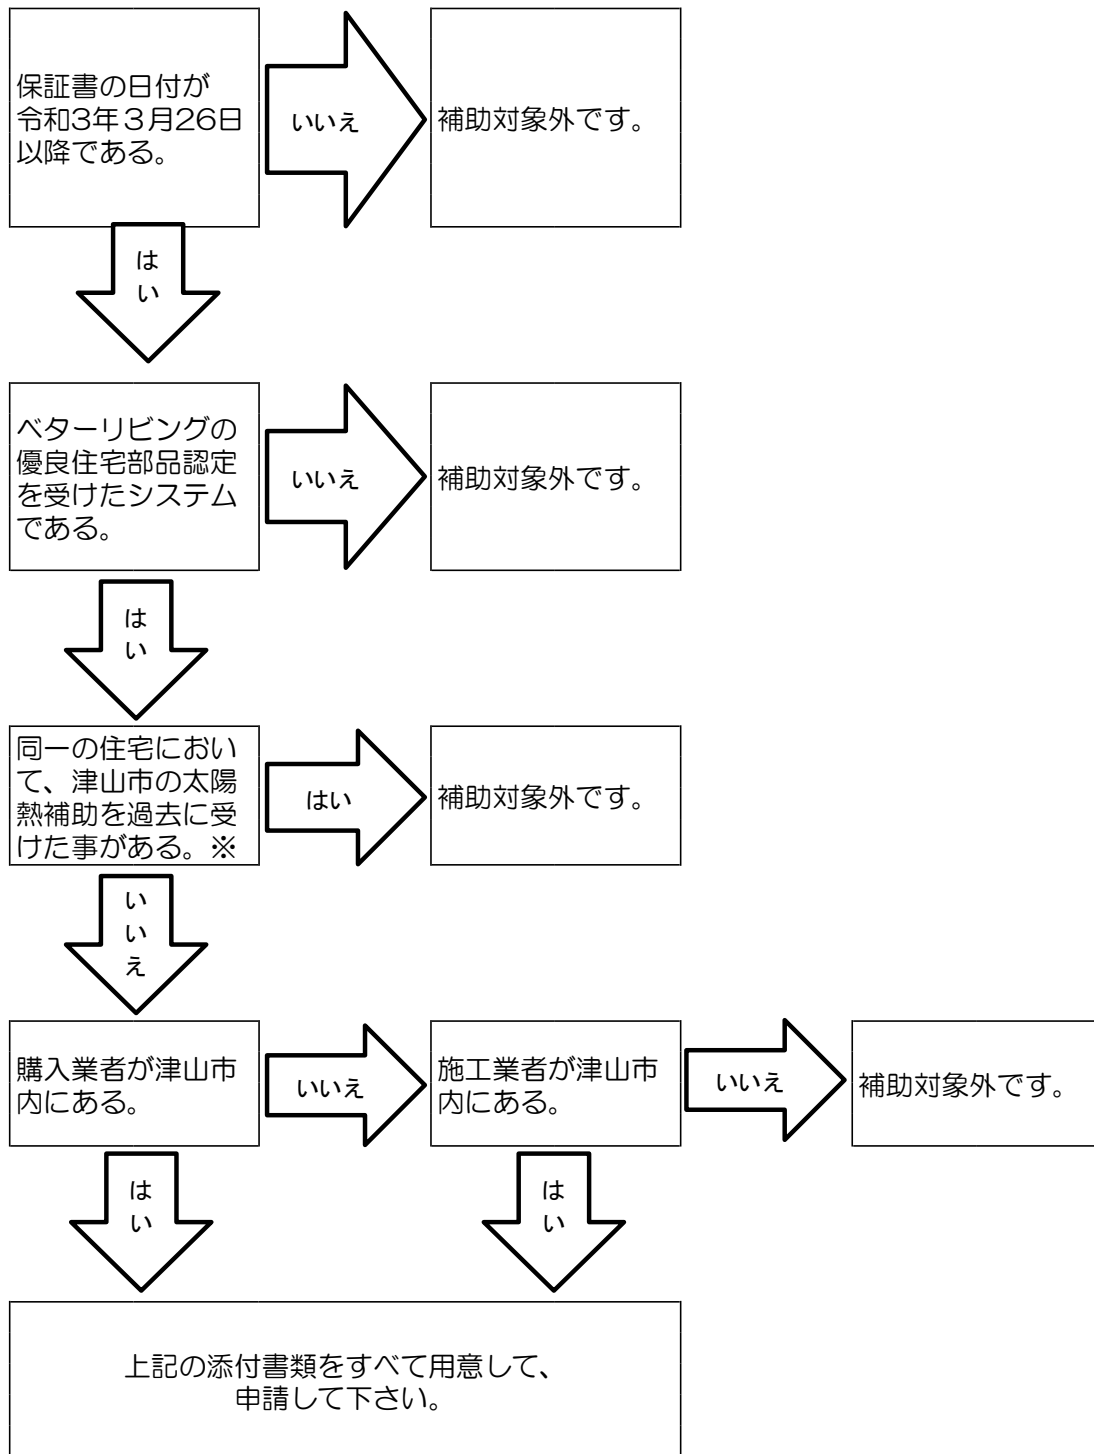 保証書の日付が
令和3年３月26日
以降である。
いいえ
補助対象外です。
は
い
ベターリビングの
優良住宅部品認定
を受けたシステム
である。
いいえ
補助対象外です。
は
い
同一の住宅におい
て、津山市の太陽
熱補助を過去に受
けた事がある。※
はい
補助対象外です。
い
い
え
購入業者が津山市
内にある。
いいえ
施工業者が津山市
内にある。
いいえ
補助対象外です。
は
い
は
い
上記の添付書類をすべて用意して、
申請して下さい。